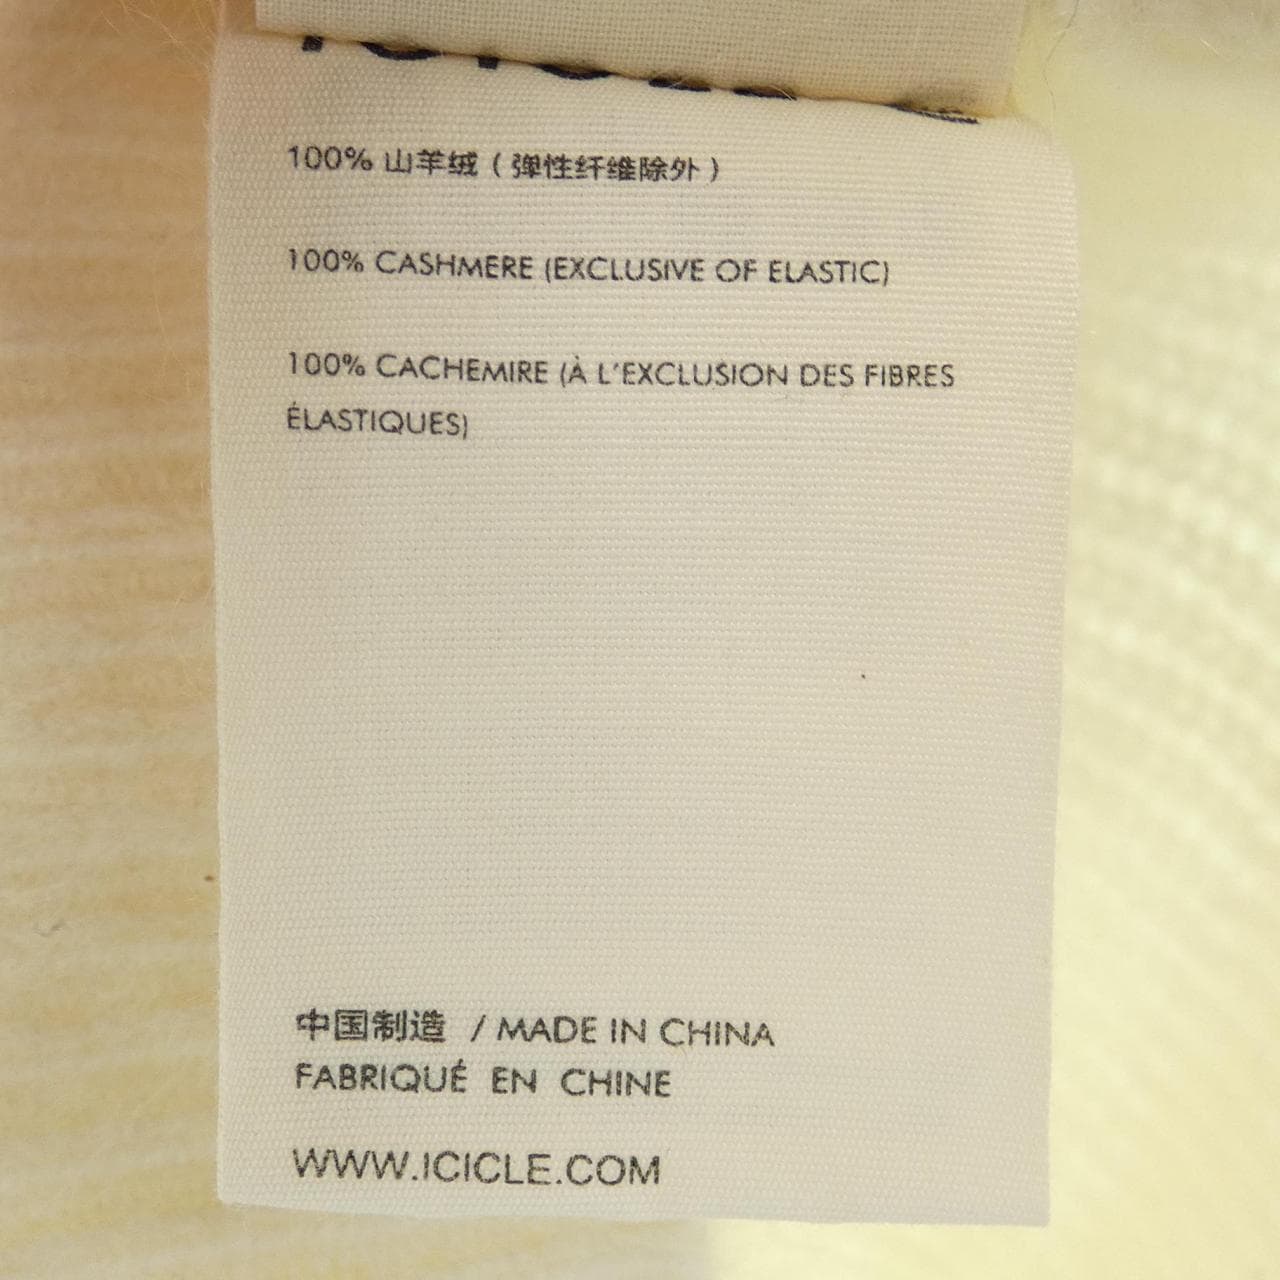 100% 山羊绒（弹性纤维除外）
100% CASHMERE (EXCLUSIVE OF ELASTIC)
100% CACHEMIRE (À L'EXCLUSION DES FIBRES
ÉLASTIQUES)
中国制造 / MADE IN CHINA
FABRIQUÉ EN CHINE
WWW.ICICLE.COM